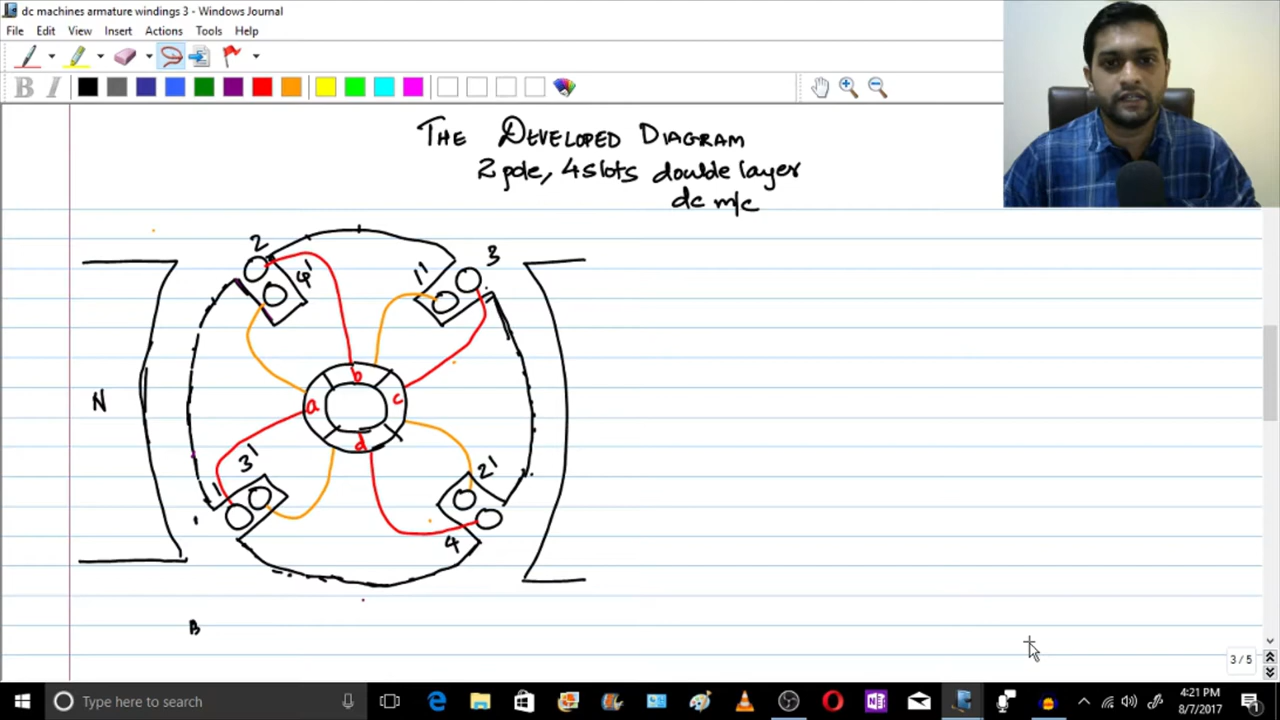 dc machines armature windings 3 - Windows Journal
File Edit View Insert Actions Tools Help
B I
THE DEVELOPED DIAGRAM
2 pole, 4 slots double layer
dc m/c
2
3
4'
1'
N
b
a
c
d
3'
1
2'
4
B
3 / 5
Type here to search
4:21 PM
8/7/2017